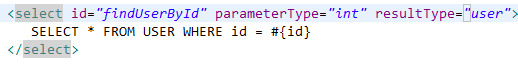 <select id="findUserById" parameterType="int" resultType="user">
SELECT * FROM USER WHERE id = #{id}
</select>